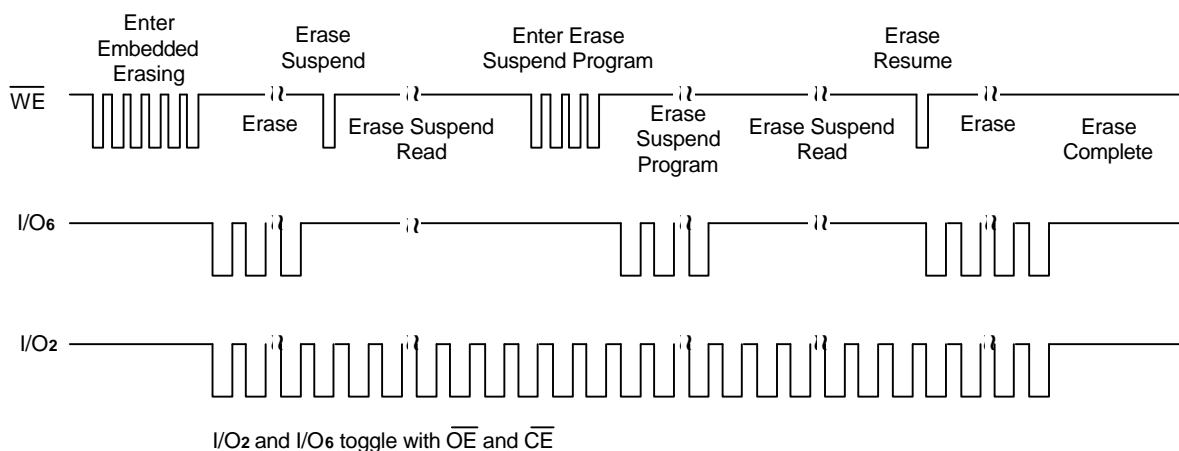 Enter
Embedded
Erasing
Erase
Suspend
Enter Erase
Suspend Program
Erase
Resume
WE
Erase
Erase Suspend
Read
Erase
Suspend
Program
Erase Suspend
Read
Erase
Erase
Complete
I/O6
I/O2
I/O2 and I/O6 toggle with OE and CE